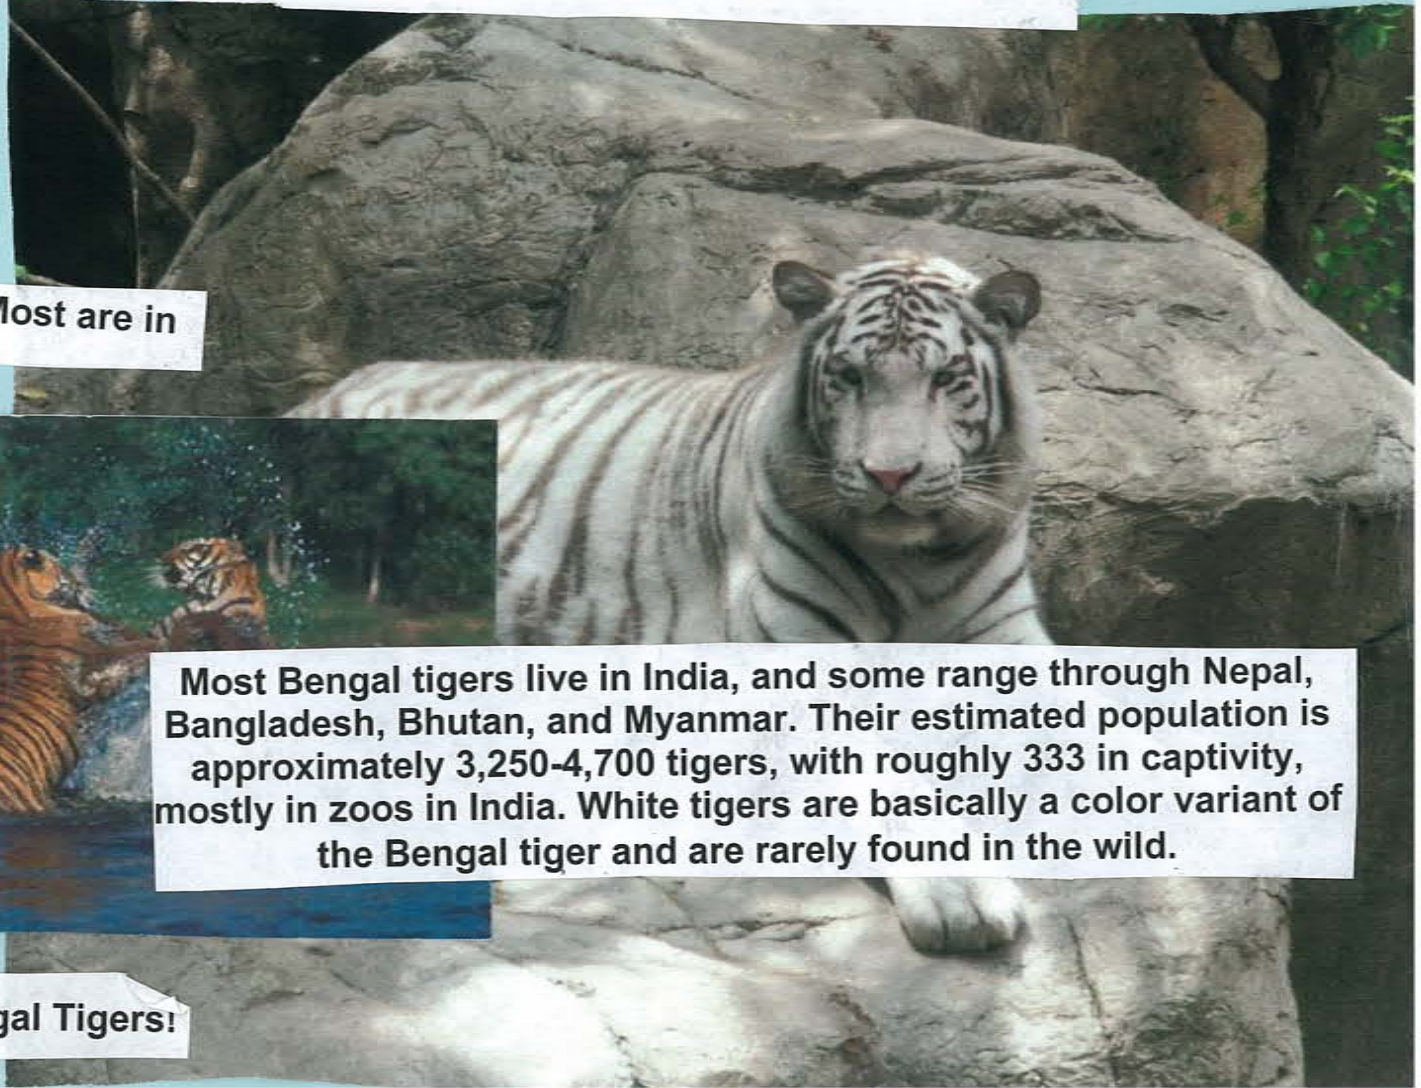 Most are in
Most Bengal tigers live in India, and some range through Nepal,
Bangladesh, Bhutan, and Myanmar. Their estimated population is
approximately 3,250-4,700 tigers, with roughly 333 in captivity,
mostly in zoos in India. White tigers are basically a color variant of
the Bengal tiger and are rarely found in the wild.
gal Tigers!